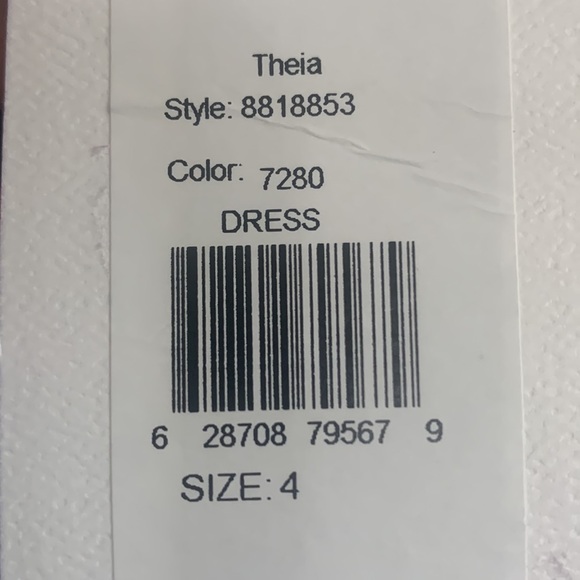 Theia
Style: 8818853
Color: 7280
DRESS
6 28708 79567 9
SIZE: 4